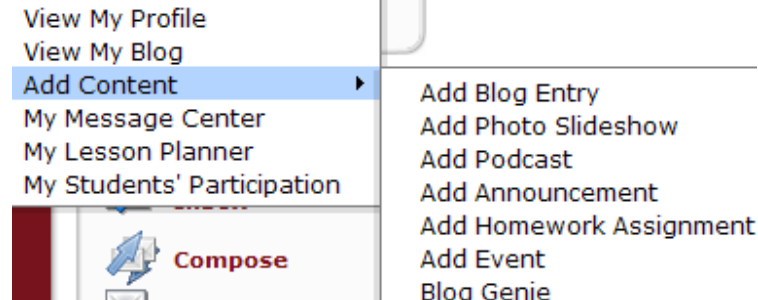 View My Profile
View My Blog
Add Content
My Message Center
My Lesson Planner
My Students' Participation
Add Blog Entry
Add Photo Slideshow
Add Podcast
Add Announcement
Add Homework Assignment
Add Event
Blog Genie
Compose